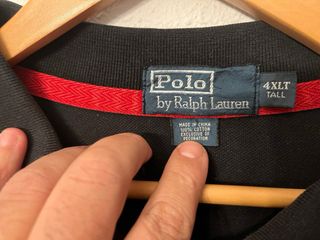 Polo
by Ralph Lauren
4XLT
TALL
MADE IN CHINA
100% COTTON
EXCLUSIVE OF
DECORATION